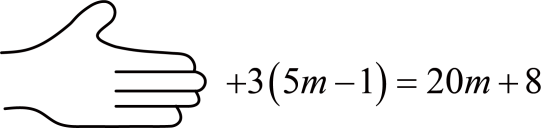 +3(5m−1) = 20m+8